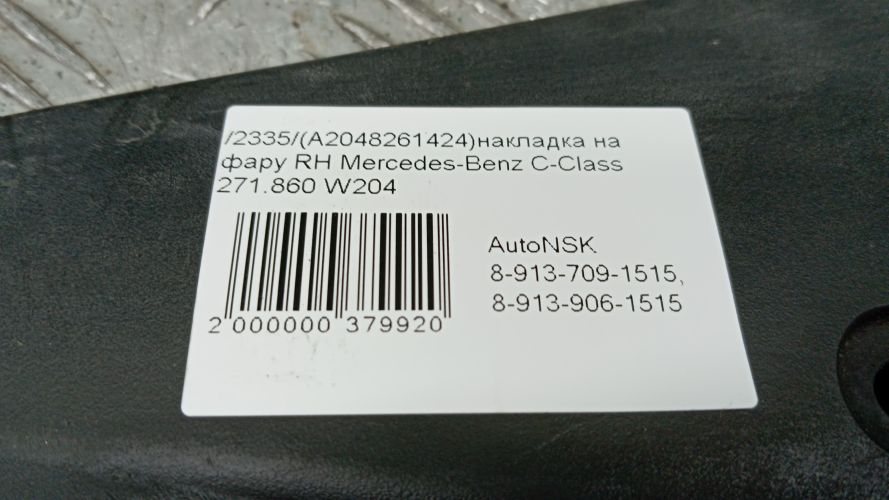 /2335/(A2048261424)накладка на
фару RH Mercedes-Benz C-Class
271.860 W204
2 000000 379920
AutoNSK
8-913-709-1515,
8-913-906-1515